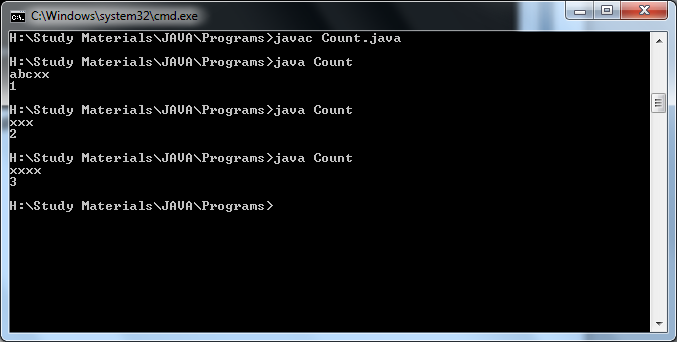 C:\Windows\system32\cmd.exe
H:\Study Materials\JAVA\Programs>javac Count.java
H:\Study Materials\JAVA\Programs>java Count
abcxx
1
H:\Study Materials\JAVA\Programs>java Count
xxx
2
H:\Study Materials\JAVA\Programs>java Count
xxxx
3
H:\Study Materials\JAVA\Programs>